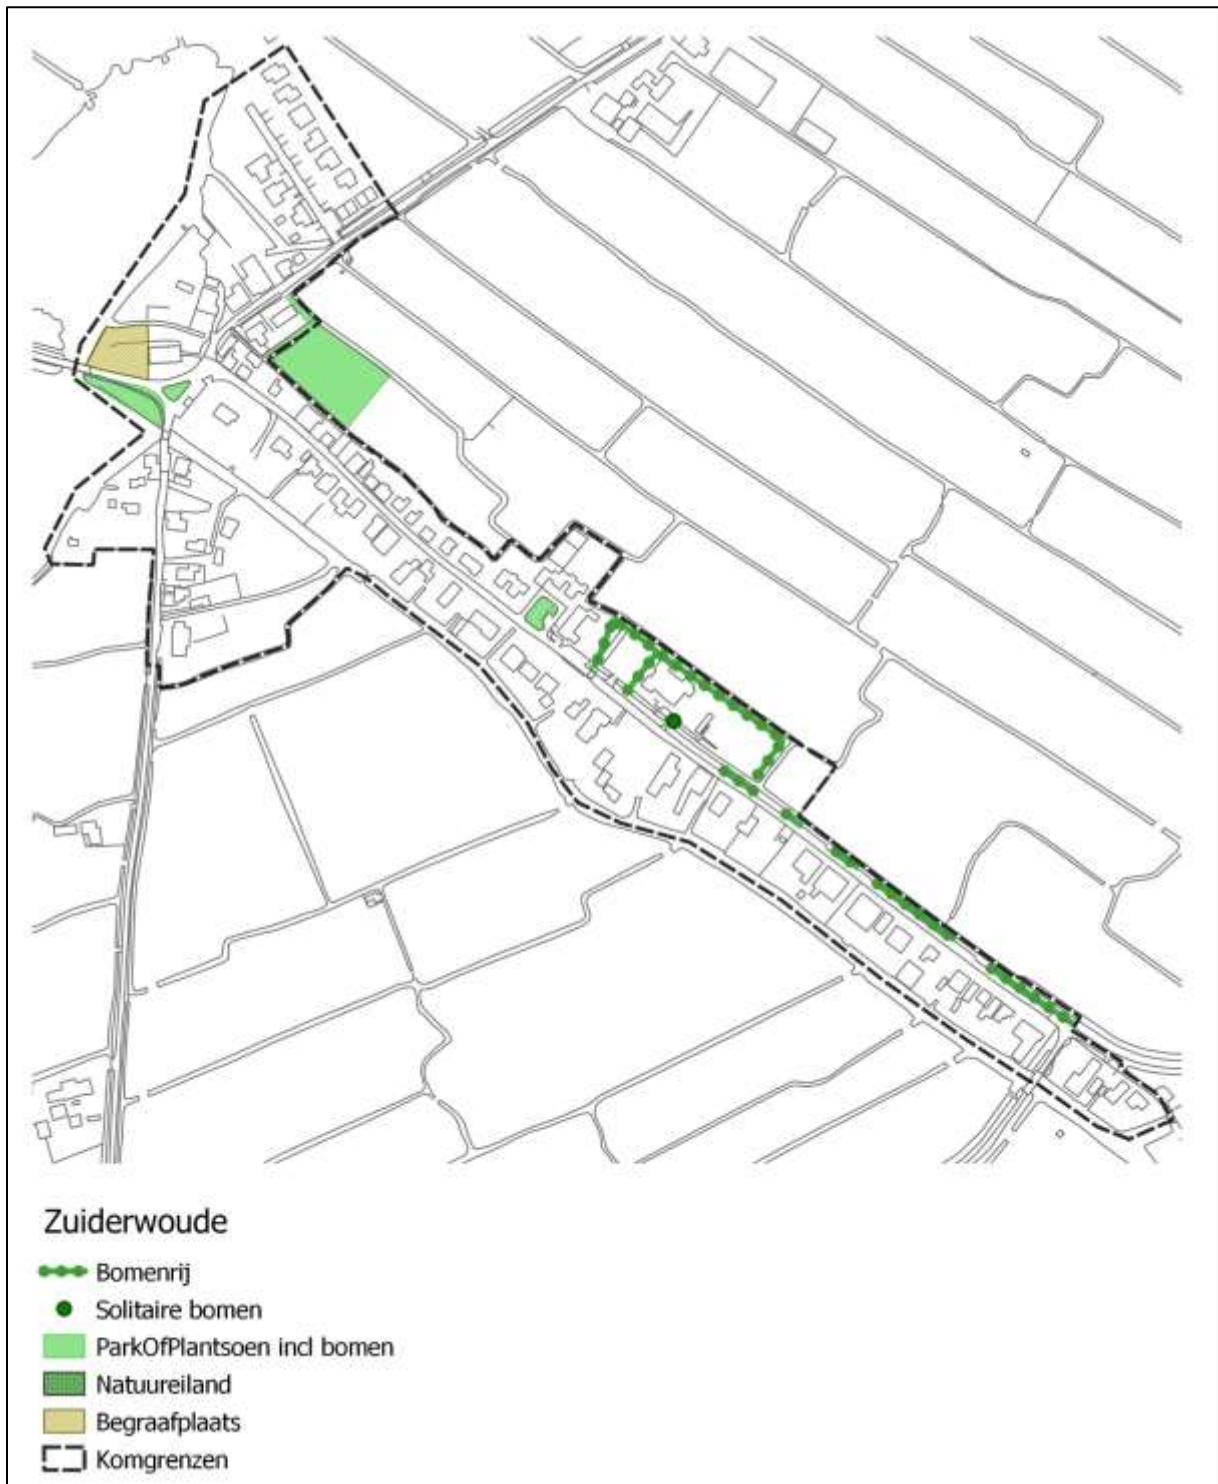 Zuiderwoude
Bomenrij
Solitaire bomen
ParkOfPlantsoen incl bomen
Natuureiland
Begraafplaats
Komgrenzen